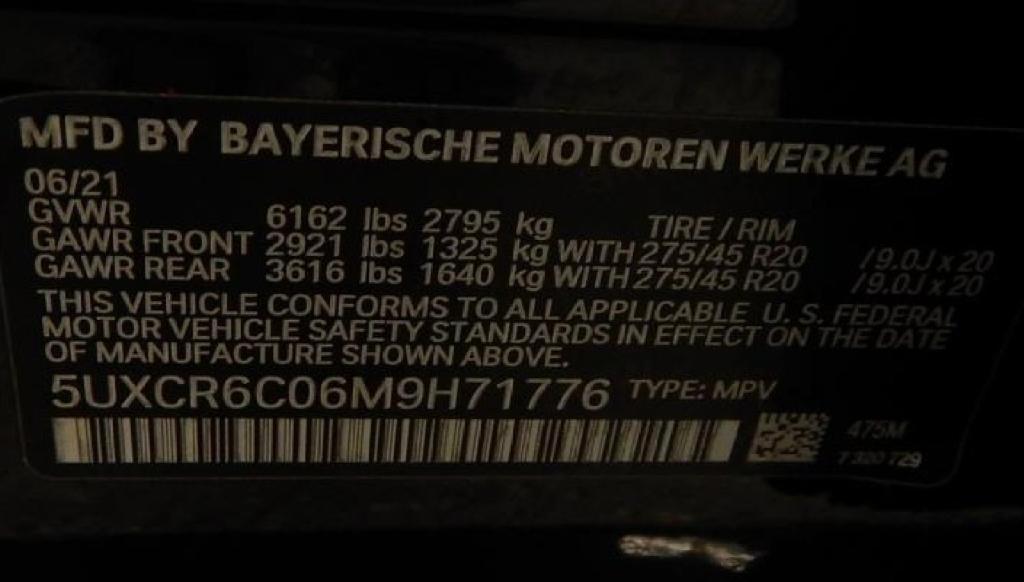 MFD BY BAYERISCHE MOTOREN WERKE AG
06/21
GVWR 6162 lbs 2795 kg TIRE / RIM
GAWR FRONT 2921 lbs 1325 kg WITH 275/45 R20 / 9.0J x 20
GAWR REAR 3616 lbs 1640 kg WITH 275/45 R20 / 9.0J x 20
THIS VEHICLE CONFORMS TO ALL APPLICABLE U. S. FEDERAL
MOTOR VEHICLE SAFETY STANDARDS IN EFFECT ON THE DATE
OF MANUFACTURE SHOWN ABOVE.
5UXCR6C06M9H71776 TYPE: MPV
475M
7 320 729